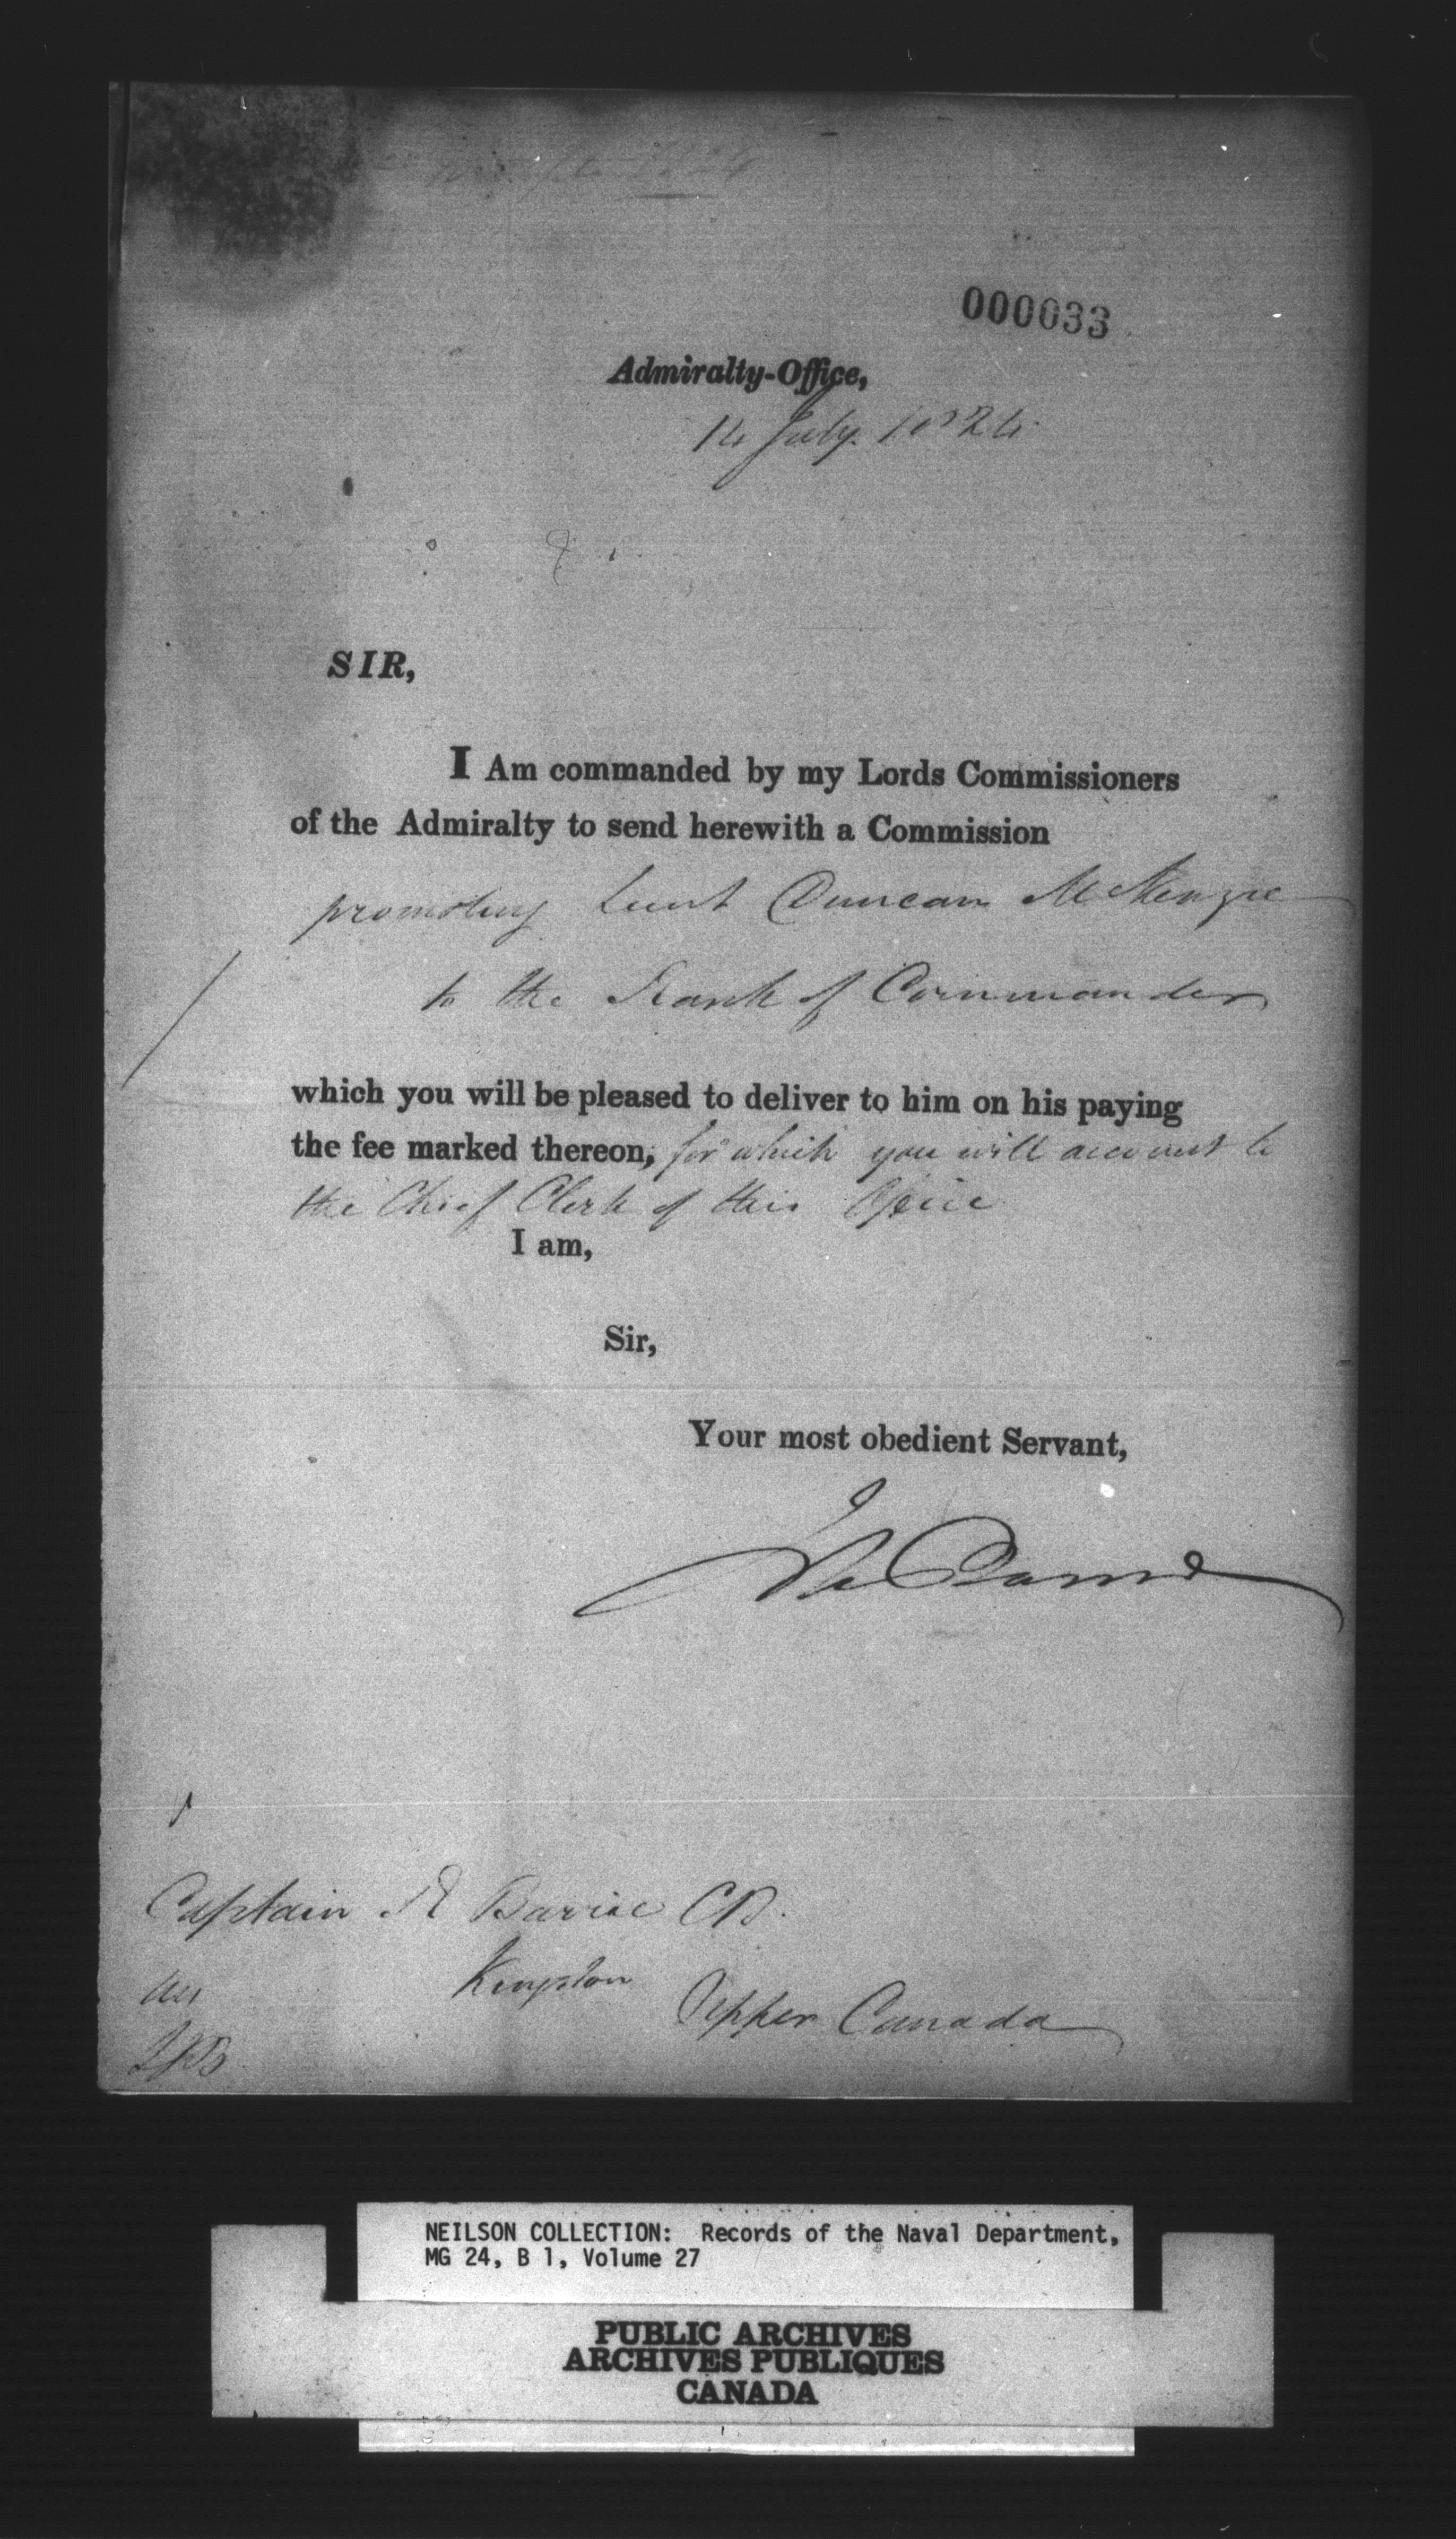 1824
000033
Admiralty-Office,
14 July. 1824.
SIR,
I Am commanded by my Lords Commissioners
of the Admiralty to send herewith a Commission
promoting Lieut Duncan McKenzie
to the Rank of Commander
which you will be pleased to deliver to him on his paying
the fee marked thereon, for which you will account to
the Chief Clerk of this Office
I am,
Sir,
Your most obedient Servant,
Captain R Barrie CB.
Kingston
Upper Canada
NEILSON COLLECTION: Records of the Naval Department,
MG 24, B 1, Volume 27
PUBLIC ARCHIVES
ARCHIVES PUBLIQUES
CANADA